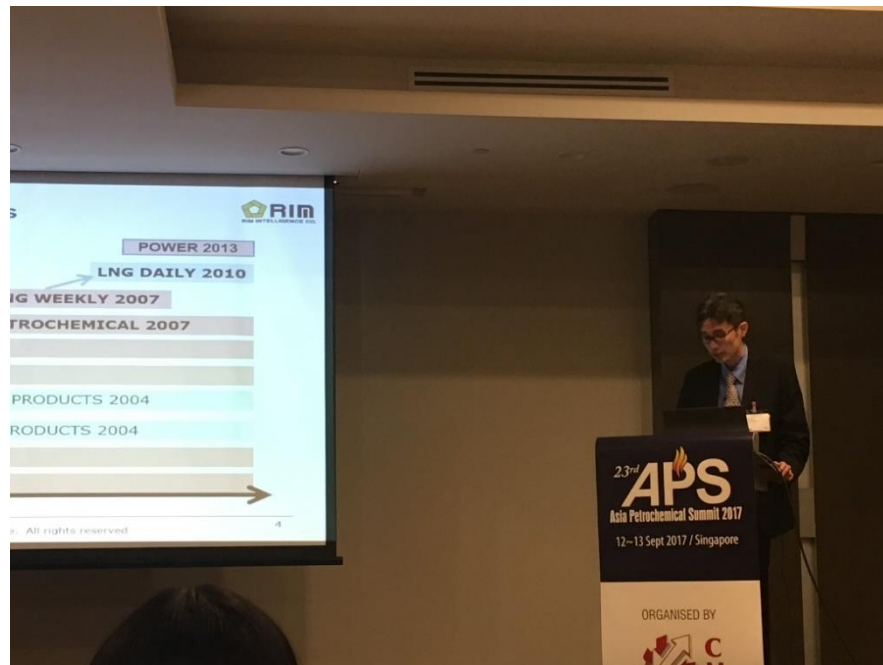 S
RIM
RIM INTELLIGENCE CO.
POWER 2013
LNG DAILY 2010
NG WEEKLY 2007
TROCHEMICAL 2007
PRODUCTS 2004
RODUCTS 2004
All rights reserved
4
23rd
APS
Asia Petrochemical Summit 2017
12~13 Sept 2017 / Singapore
ORGANISED BY
C